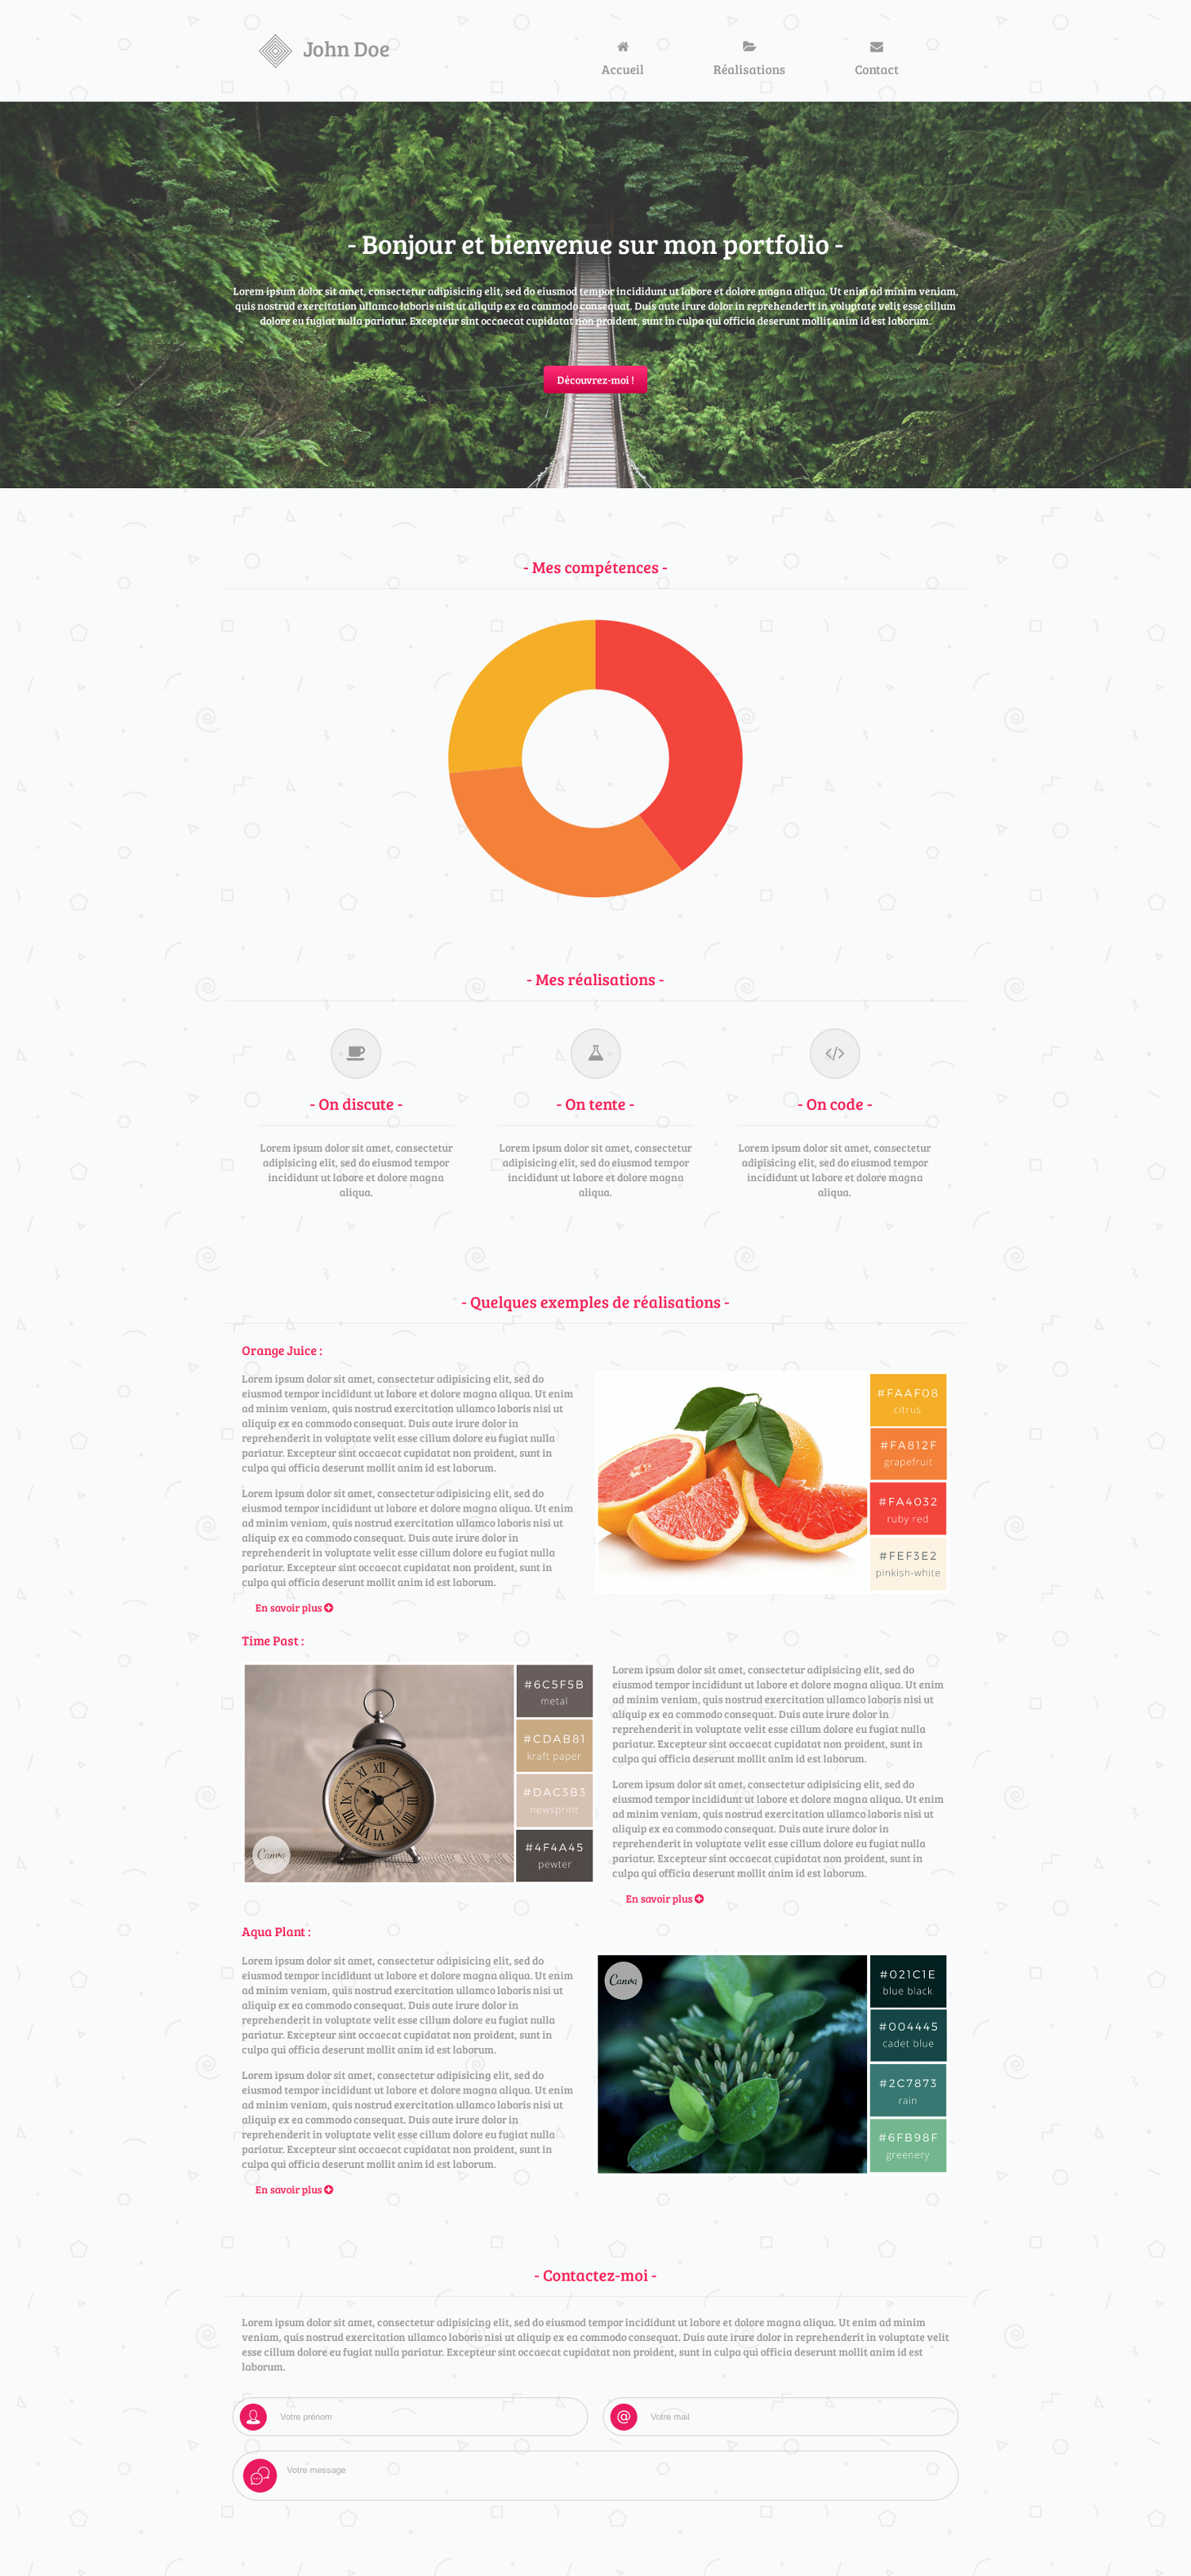 John Doe
Accueil
Réalisations
Contact
- Bonjour et bienvenue sur mon portfolio -
Lorem ipsum dolor sit amet, consectetur adipisicing elit, sed do eiusmod tempor incididunt ut labore et dolore magna aliqua. Ut enim ad minim veniam,
quis nostrud exercitation ullamco laboris nisi ut aliquip ex ea commodo consequat. Duis aute irure dolor in reprehenderit in voluptate velit esse cillum
dolore eu fugiat nulla pariatur. Excepteur sint occaecat cupidatat non proident, sunt in culpa qui officia deserunt mollit anim id est laborum.
Découvrez-moi !
- Mes compétences -
- Mes réalisations -
- On discute -
Lorem ipsum dolor sit amet, consectetur
adipisicing elit, sed do eiusmod tempor
incididunt ut labore et dolore magna
aliqua.
- On tente -
Lorem ipsum dolor sit amet, consectetur
adipisicing elit, sed do eiusmod tempor
incididunt ut labore et dolore magna
aliqua.
- On code -
Lorem ipsum dolor sit amet, consectetur
adipisicing elit, sed do eiusmod tempor
incididunt ut labore et dolore magna
aliqua.
- Quelques exemples de réalisations -
Orange Juice :
Lorem ipsum dolor sit amet, consectetur adipisicing elit, sed do
eiusmod tempor incididunt ut labore et dolore magna aliqua. Ut enim
ad minim veniam, quis nostrud exercitation ullamco laboris nisi ut
aliquip ex ea commodo consequat. Duis aute irure dolor in
reprehenderit in voluptate velit esse cillum dolore eu fugiat nulla
pariatur. Excepteur sint occaecat cupidatat non proident, sunt in
culpa qui officia deserunt mollit anim id est laborum.
Lorem ipsum dolor sit amet, consectetur adipisicing elit, sed do
eiusmod tempor incididunt ut labore et dolore magna aliqua. Ut enim
ad minim veniam, quis nostrud exercitation ullamco laboris nisi ut
aliquip ex ea commodo consequat. Duis aute irure dolor in
reprehenderit in voluptate velit esse cillum dolore eu fugiat nulla
pariatur. Excepteur sint occaecat cupidatat non proident, sunt in
culpa qui officia deserunt mollit anim id est laborum.
En savoir plus
#FAAF08
citrus
#FA812F
grapefruit
#FA4032
ruby red
#FEF3E2
pinkish-white
Time Past :
Canva
#6C5F5B
metal
#CDAB81
kraft paper
#DAC3B3
newsprint
#4F4A45
pewter
Lorem ipsum dolor sit amet, consectetur adipisicing elit, sed do
eiusmod tempor incididunt ut labore et dolore magna aliqua. Ut enim
ad minim veniam, quis nostrud exercitation ullamco laboris nisi ut
aliquip ex ea commodo consequat. Duis aute irure dolor in
reprehenderit in voluptate velit esse cillum dolore eu fugiat nulla
pariatur. Excepteur sint occaecat cupidatat non proident, sunt in
culpa qui officia deserunt mollit anim id est laborum.
Lorem ipsum dolor sit amet, consectetur adipisicing elit, sed do
eiusmod tempor incididunt ut labore et dolore magna aliqua. Ut enim
ad minim veniam, quis nostrud exercitation ullamco laboris nisi ut
aliquip ex ea commodo consequat. Duis aute irure dolor in
reprehenderit in voluptate velit esse cillum dolore eu fugiat nulla
pariatur. Excepteur sint occaecat cupidatat non proident, sunt in
culpa qui officia deserunt mollit anim id est laborum.
En savoir plus
Aqua Plant :
Lorem ipsum dolor sit amet, consectetur adipisicing elit, sed do
eiusmod tempor incididunt ut labore et dolore magna aliqua. Ut enim
ad minim veniam, quis nostrud exercitation ullamco laboris nisi ut
aliquip ex ea commodo consequat. Duis aute irure dolor in
reprehenderit in voluptate velit esse cillum dolore eu fugiat nulla
pariatur. Excepteur sint occaecat cupidatat non proident, sunt in
culpa qui officia deserunt mollit anim id est laborum.
Lorem ipsum dolor sit amet, consectetur adipisicing elit, sed do
eiusmod tempor incididunt ut labore et dolore magna aliqua. Ut enim
ad minim veniam, quis nostrud exercitation ullamco laboris nisi ut
aliquip ex ea commodo consequat. Duis aute irure dolor in
reprehenderit in voluptate velit esse cillum dolore eu fugiat nulla
pariatur. Excepteur sint occaecat cupidatat non proident, sunt in
culpa qui officia deserunt mollit anim id est laborum.
En savoir plus
Canva
#021C1E
blue black
#004445
cadet blue
#2C7873
rain
#6FB98F
greenery
- Contactez-moi -
Lorem ipsum dolor sit amet, consectetur adipisicing elit, sed do eiusmod tempor incididunt ut labore et dolore magna aliqua. Ut enim ad minim
veniam, quis nostrud exercitation ullamco laboris nisi ut aliquip ex ea commodo consequat. Duis aute irure dolor in reprehenderit in voluptate velit
esse cillum dolore eu fugiat nulla pariatur. Excepteur sint occaecat cupidatat non proident, sunt in culpa qui officia deserunt mollit anim id est
laborum.
Votre prénom
@ Votre mail
Votre message